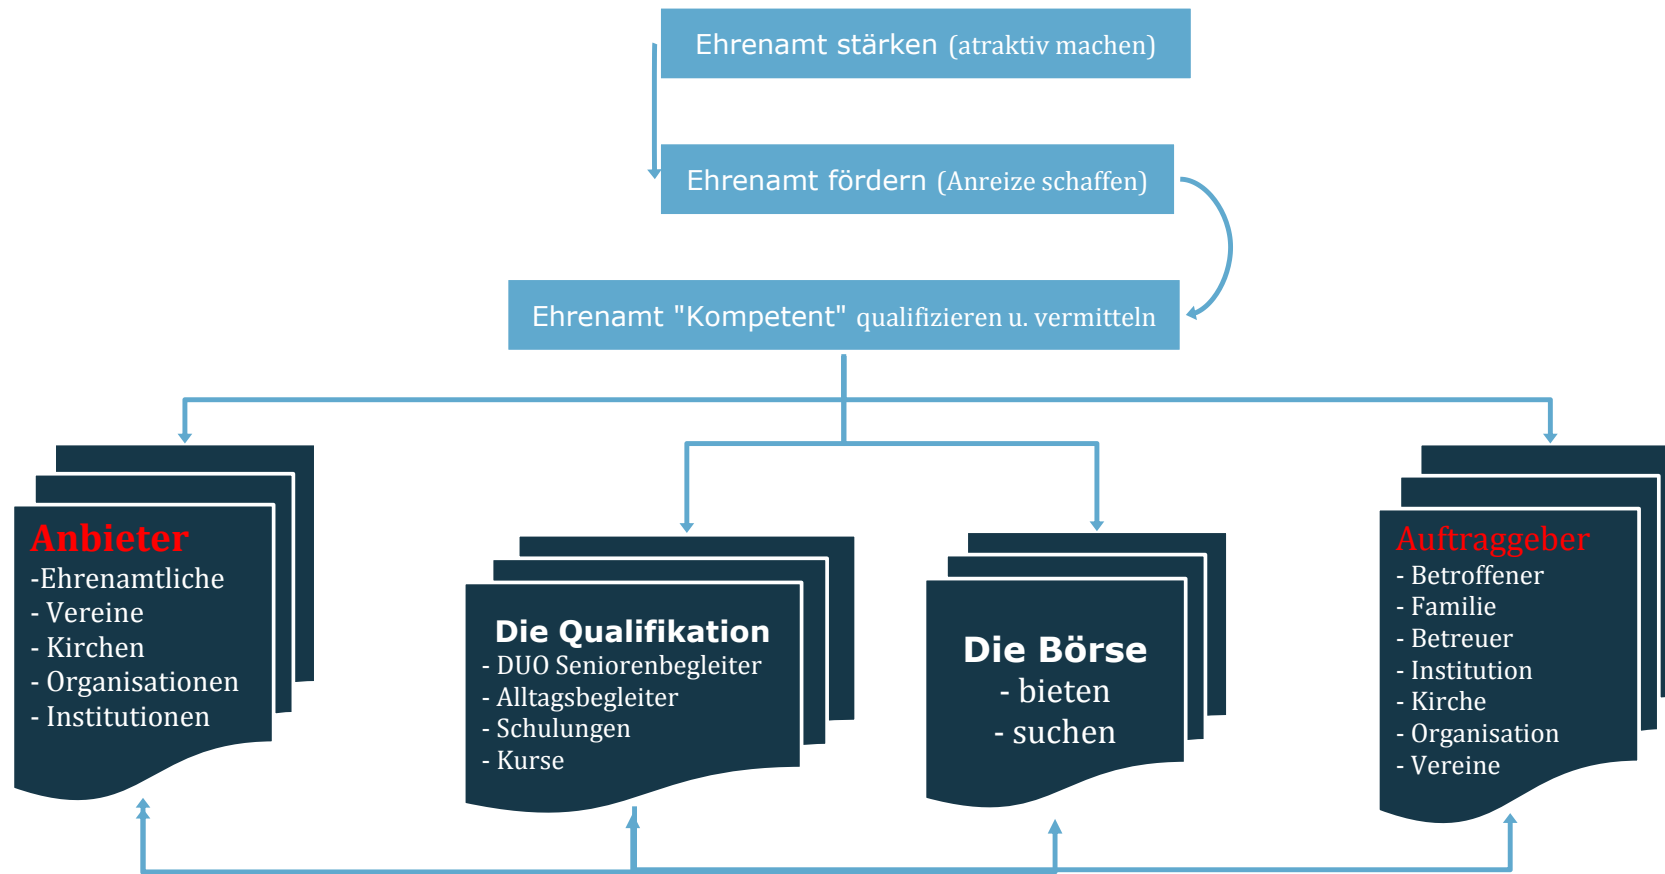 Ehrenamt stärken (atraktiv machen)
Ehrenamt fördern (Anreize schaffen)
Ehrenamt "Kompetent" qualifizieren u. vermitteln
Anbieter
-Ehrenamtliche
- Vereine
- Kirchen
- Organisationen
- Institutionen
Die Qualifikation
- DUO Seniorenbegleiter
- Alltagsbegleiter
- Schulungen
- Kurse
Die Börse
- bieten
- suchen
Auftraggeber
- Betroffener
- Familie
- Betreuer
- Institution
- Kirche
- Organisation
- Vereine